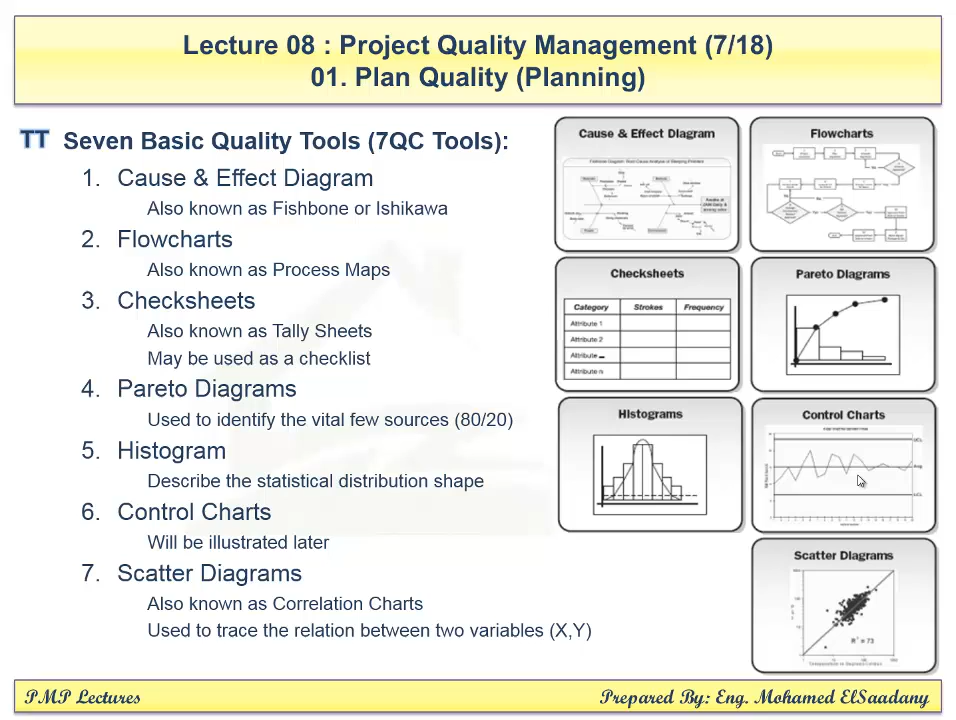 Lecture 08 : Project Quality Management (7/18)
01. Plan Quality (Planning)
TT Seven Basic Quality Tools (7QC Tools):
1. Cause & Effect Diagram
Also known as Fishbone or Ishikawa
2. Flowcharts
Also known as Process Maps
3. Checksheets
Also known as Tally Sheets
May be used as a checklist
4. Pareto Diagrams
Used to identify the vital few sources (80/20)
5. Histogram
Describe the statistical distribution shape
6. Control Charts
Will be illustrated later
7. Scatter Diagrams
Also known as Correlation Charts
Used to trace the relation between two variables (X,Y)
Cause & Effect Diagram
Flowcharts
Checksheets
Category Strokes Frequency
Attribute 1
Attribute 2
Attribute
Attribute n
Pareto Diagrams
Histograms
Control Charts
Scatter Diagrams
R² = 73
PMP Lectures
Prepared By: Eng. Mohamed ElSaadany